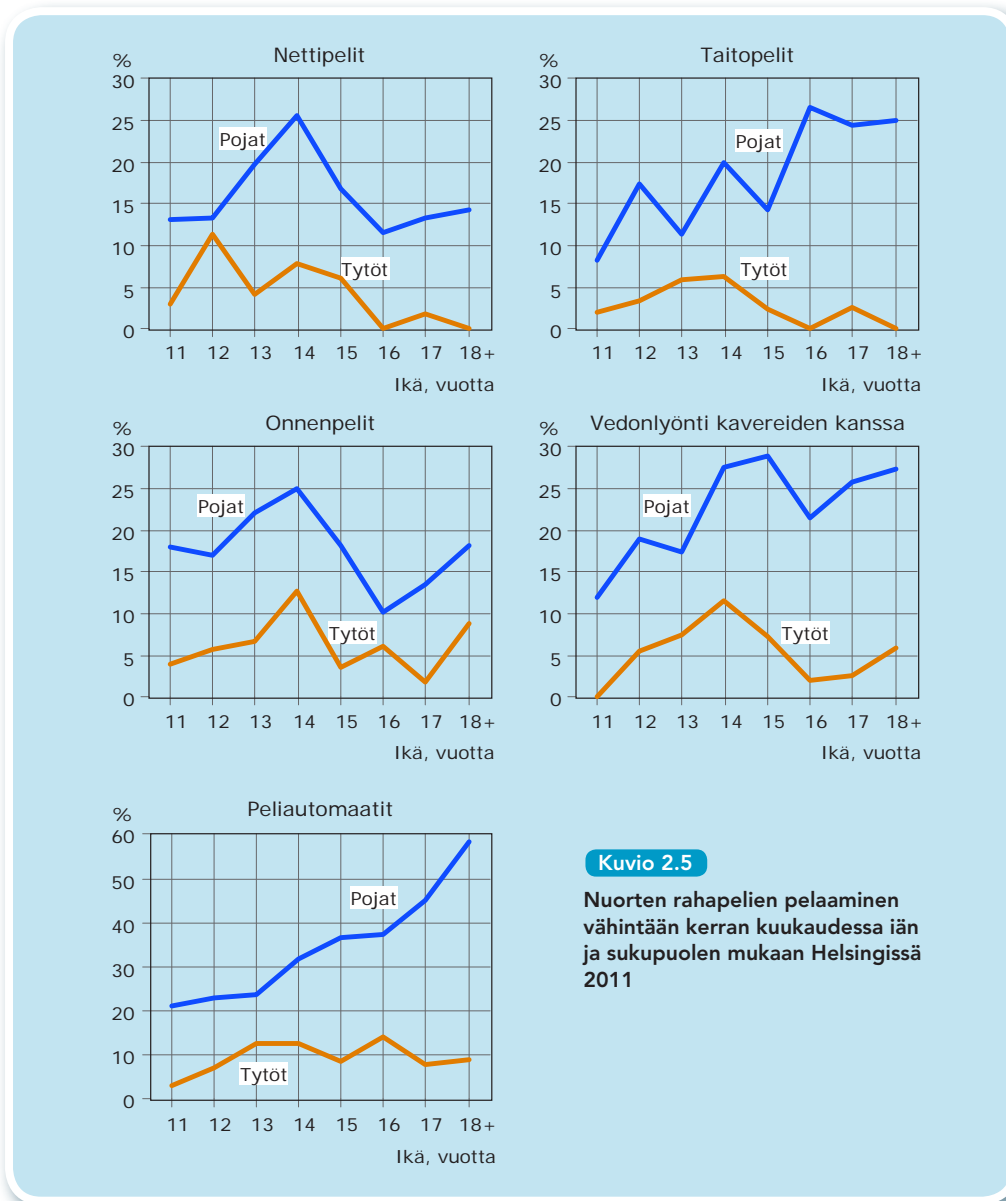 Nettipelit
%
30
25
20
15
10
5
0
Pojat
Tytöt
11 12 13 14 15 16 17 18+
Ikä, vuotta
Taitopelit
%
30
25
20
15
10
5
0
Pojat
Tytöt
11 12 13 14 15 16 17 18+
Ikä, vuotta
Onnenpelit
%
30
25
20
15
10
5
0
Pojat
Tytöt
11 12 13 14 15 16 17 18+
Ikä, vuotta
Vedonlyönti kavereiden kanssa
%
30
25
20
15
10
5
0
Pojat
Tytöt
11 12 13 14 15 16 17 18+
Ikä, vuotta
Peliautomaatit
%
60
50
40
30
20
10
0
Pojat
Tytöt
11 12 13 14 15 16 17 18+
Ikä, vuotta
Kuvio 2.5
Nuorten rahapelien pelaaminen
vähintään kerran kuukaudessa iän
ja sukupuolen mukaan Helsingissä
2011